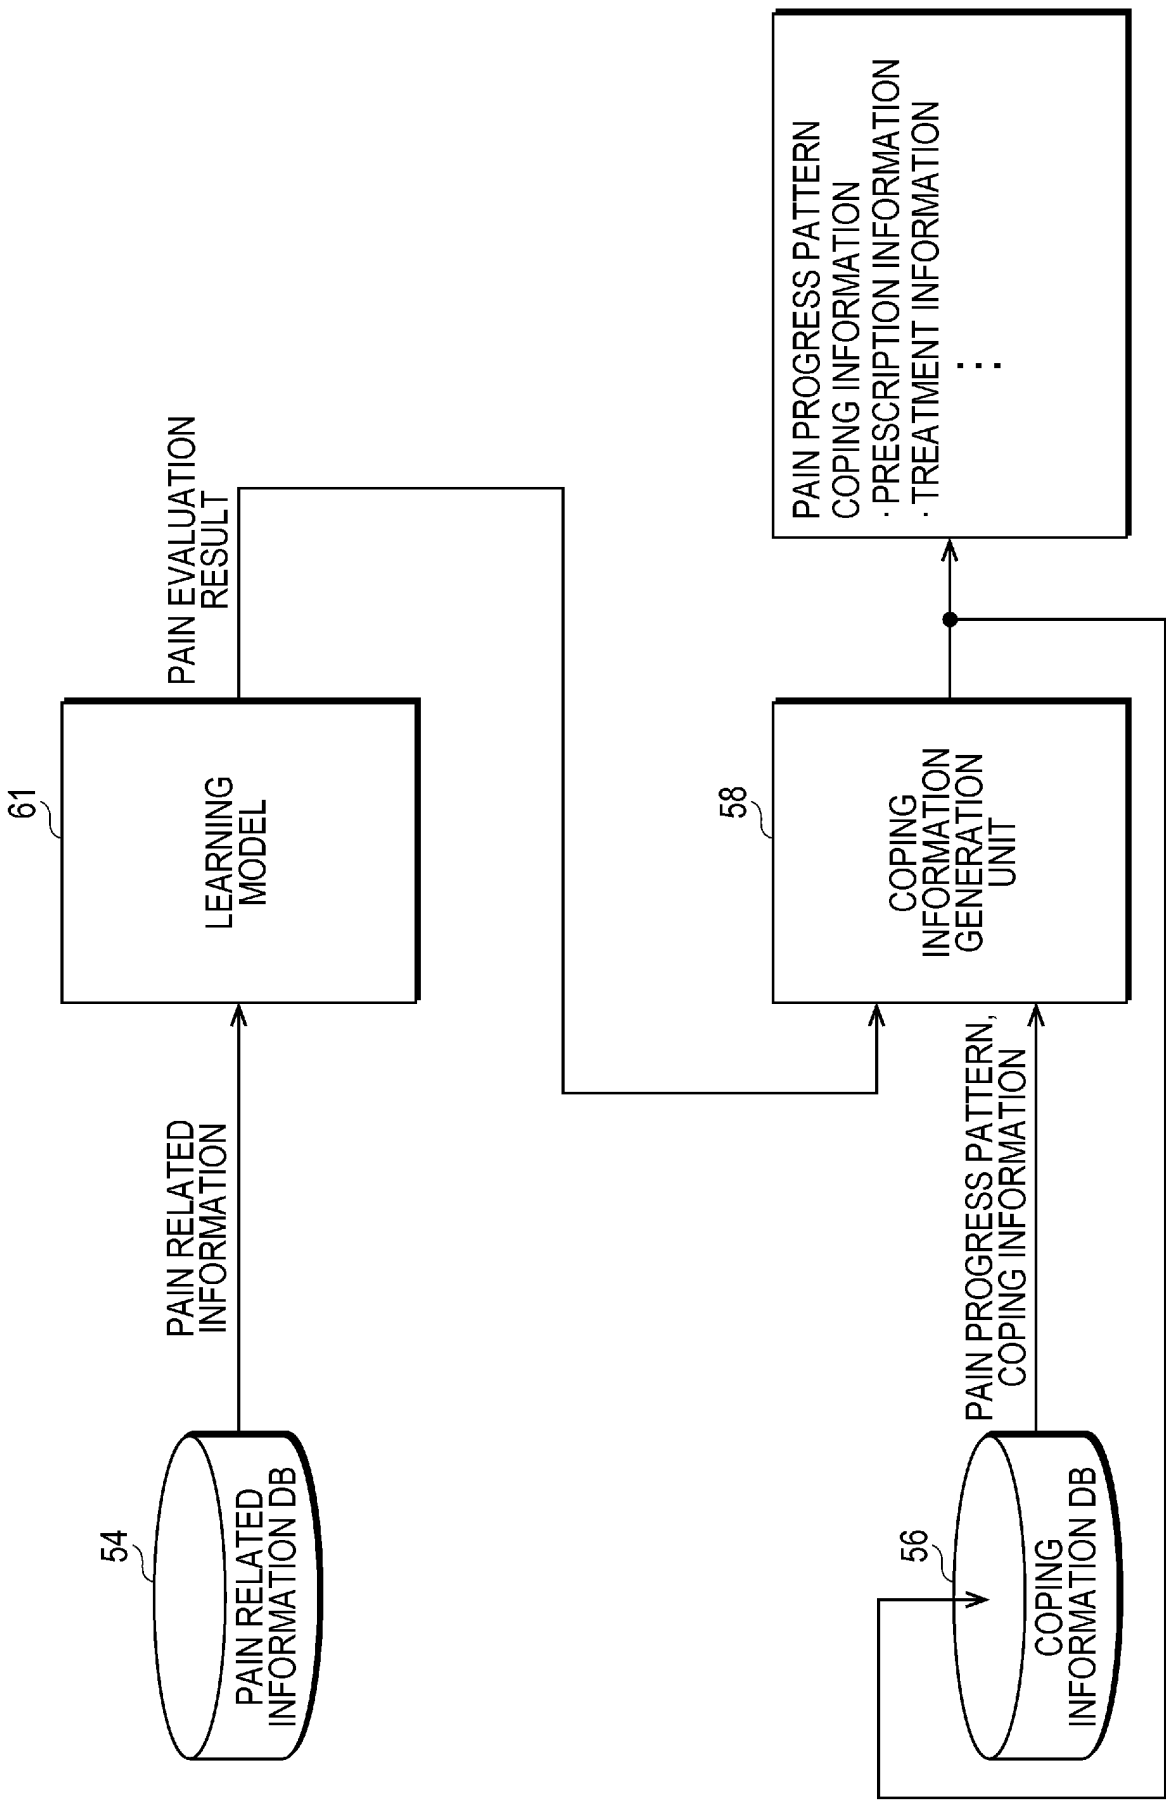 54
PAIN RELATED
INFORMATION DB
PAIN RELATED
INFORMATION
61
LEARNING
MODEL
PAIN EVALUATION
RESULT
56
COPING
INFORMATION DB
PAIN PROGRESS PATTERN,
COPING INFORMATION
58
COPING
INFORMATION
GENERATION
UNIT
PAIN PROGRESS PATTERN
COPING INFORMATION
· PRESCRIPTION INFORMATION
· TREATMENT INFORMATION
⋮